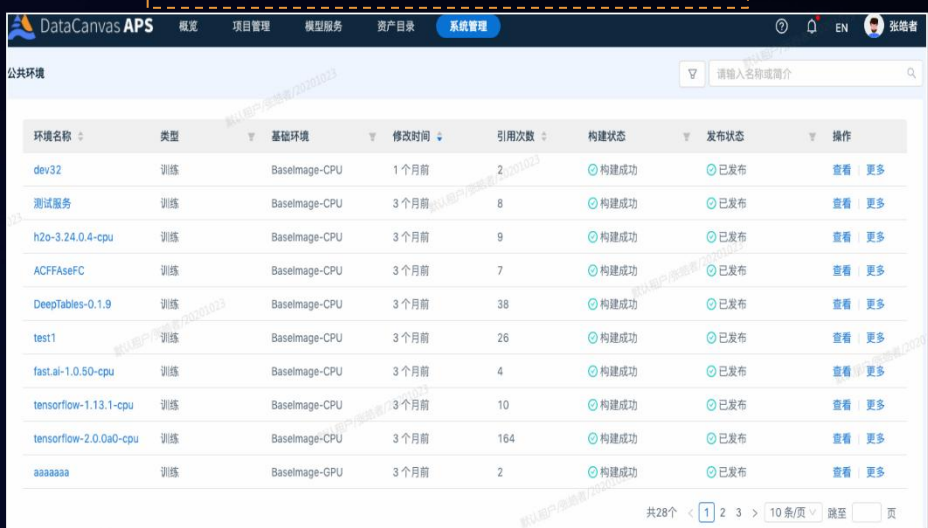 DataCanvas APS 概览 项目管理 模型服务 资产目录 系统管理 EN 张皓者
公共环境 请输入名称或简介
环境名称 类型 基础环境 修改时间 引用次数 构建状态 发布状态 操作
dev32 训练 BaseImage-CPU 1 个月前 2 构建成功 已发布 查看 更多
测试服务 训练 BaseImage-CPU 3 个月前 8 构建成功 已发布 查看 更多
h2o-3.24.0.4-cpu 训练 BaseImage-CPU 3 个月前 9 构建成功 已发布 查看 更多
ACFFAseFC 训练 BaseImage-CPU 3 个月前 7 构建成功 已发布 查看 更多
DeepTables-0.1.9 训练 BaseImage-CPU 3 个月前 38 构建成功 已发布 查看 更多
test1 训练 BaseImage-CPU 3 个月前 26 构建成功 已发布 查看 更多
fast.ai-1.0.50-cpu 训练 BaseImage-CPU 3 个月前 4 构建成功 已发布 查看 更多
tensorflow-1.13.1-cpu 训练 BaseImage-CPU 3 个月前 10 构建成功 已发布 查看 更多
tensorflow-2.0.0a0-cpu 训练 BaseImage-CPU 3 个月前 164 构建成功 已发布 查看 更多
aaaaaaa 训练 BaseImage-GPU 3 个月前 2 构建成功 已发布 查看 更多
共28个 < 1 2 3 > 10 条/页 跳至 页
默认租户/张皓者/20201023